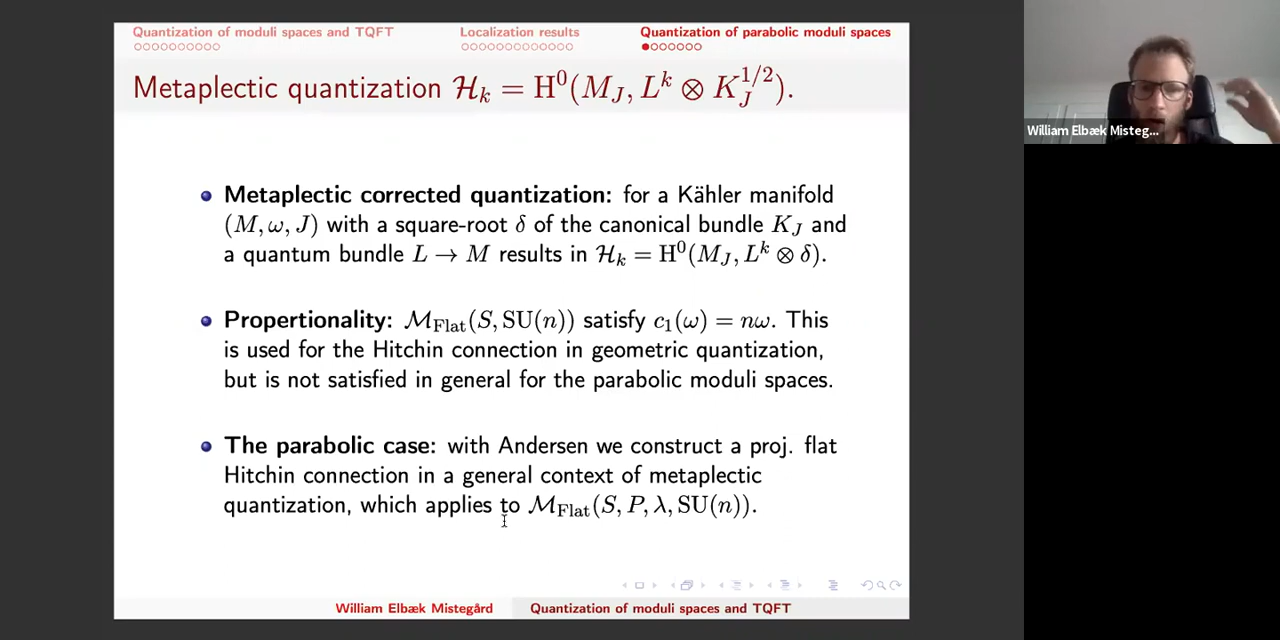 Quantization of moduli spaces and TQFT Localization results Quantization of parabolic moduli spaces
Metaplectic quantization $\mathcal{H}_k = \mathrm{H}^0(M_J, L^k \otimes K_J^{1/2})$.
Metaplectic corrected quantization: for a Kähler manifold
$(M, \omega, J)$ with a square-root $\delta$ of the canonical bundle $K_J$ and
a quantum bundle $L \to M$ results in $\mathcal{H}_k = \mathrm{H}^0(M_J, L^k \otimes \delta)$.
Propertionality: $\mathcal{M}_{\mathrm{Flat}}(S, \mathrm{SU}(n))$ satisfy $c_1(\omega) = n\omega$. This
is used for the Hitchin connection in geometric quantization,
but is not satisfied in general for the parabolic moduli spaces.
The parabolic case: with Andersen we construct a proj. flat
Hitchin connection in a general context of metaplectic
quantization, which applies to $\mathcal{M}_{\mathrm{Flat}}(S, P, \lambda, \mathrm{SU}(n))$.
William Elbæk Mistegård Quantization of moduli spaces and TQFT
William Elbæk Misteg...